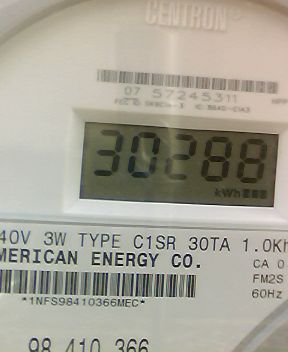 CENTRON®
07 57245311
30288
kWh
40V 3W TYPE C1SR 30TA 1.0Kh
MERICAN ENERGY CO.
CA 0
FM2S
*1NFS98410366MEC*
60Hz
98 410 366